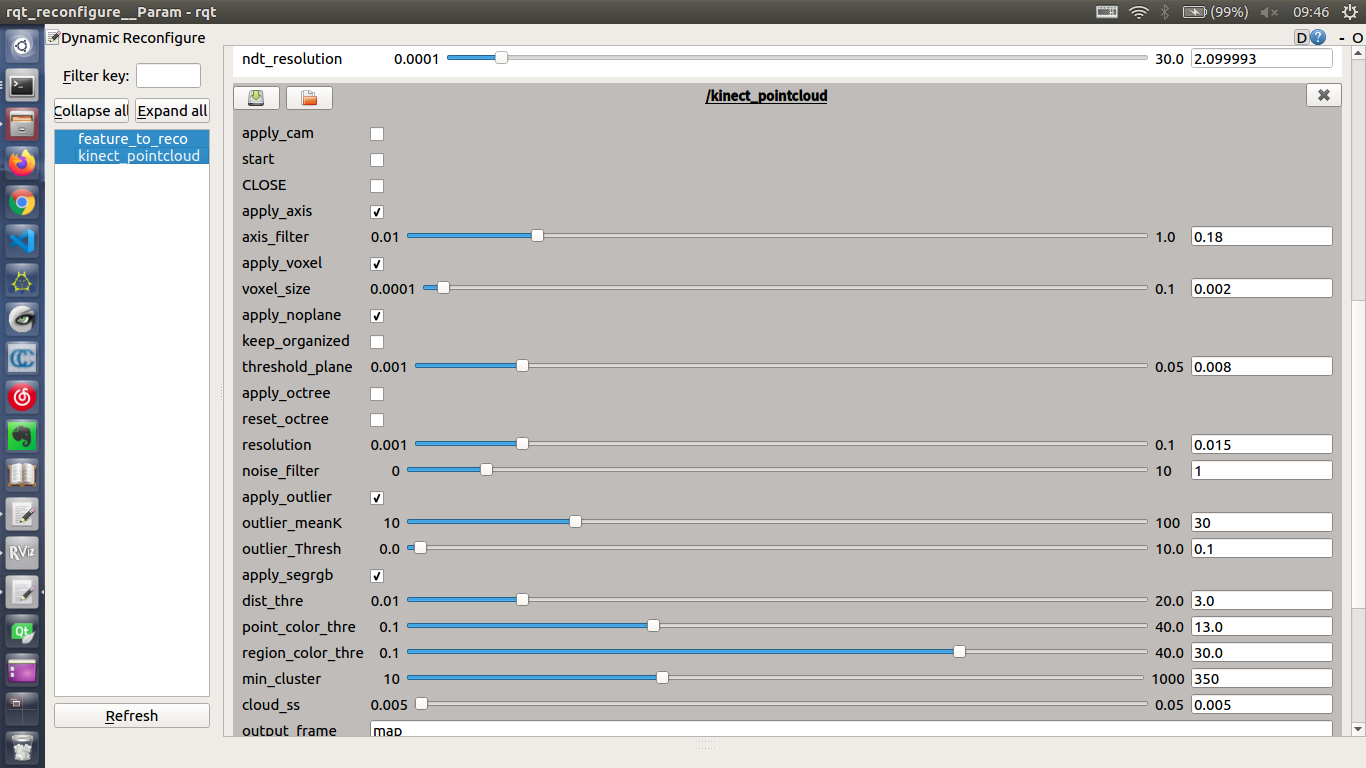 rqt_reconfigure__Param - rqt
(99%) 09:46
Dynamic Reconfigure D ? - O
Filter key:
Collapse all Expand all
feature_to_reco
kinect_pointcloud
Refresh
ndt_resolution 0.0001 30.0 2.099993
/kinect_pointcloud
apply_cam
start
CLOSE
apply_axis
axis_filter 0.01 1.0 0.18
apply_voxel
voxel_size 0.0001 0.1 0.002
apply_noplane
keep_organized
threshold_plane 0.001 0.05 0.008
apply_octree
reset_octree
resolution 0.001 0.1 0.015
noise_filter 0 10 1
apply_outlier
outlier_meanK 10 100 30
outlier_Thresh 0.0 10.0 0.1
apply_segrgb
dist_thre 0.01 20.0 3.0
point_color_thre 0.1 40.0 13.0
region_color_thre 0.1 40.0 30.0
min_cluster 10 1000 350
cloud_ss 0.005 0.05 0.005
output_frame map
RViz
Qt